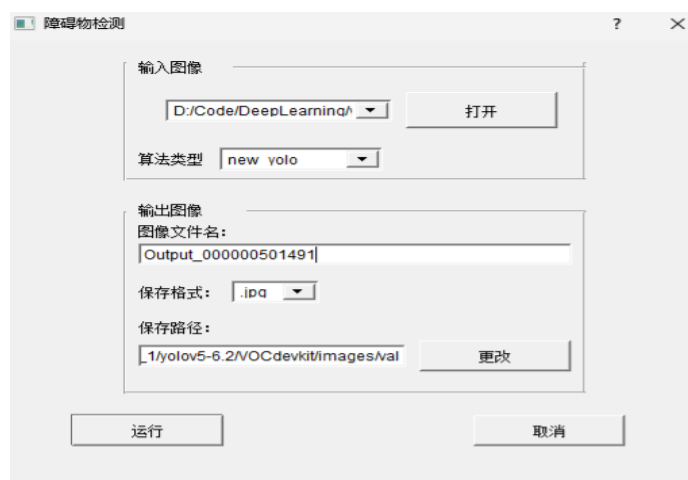 障碍物检测
?
输入图像
D:/Code/DeepLearning/
打开
算法类型
new yolo
输出图像
图像文件名：
Output_000000501491
保存格式：
.jpg
保存路径：
_1/yolov5-6.2/VOCdevkit/images/val
更改
运行
取消